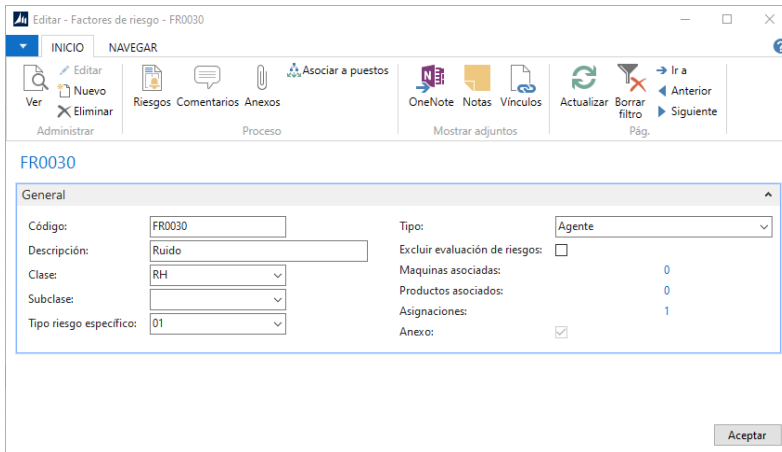 Editar - Factores de riesgo - FR0030
INICIO NAVEGAR
Ver
Editar
Nuevo
Eliminar
Administrar
Riesgos Comentarios Anexos
Asociar a puestos
Proceso
OneNote Notas Vínculos
Mostrar adjuntos
Actualizar Borrar filtro
Ir a
Anterior
Siguiente
Pág.
FR0030
General
Código: FR0030
Descripción: Ruido
Clase: RH
Subclase:
Tipo riesgo específico: 01
Tipo: Agente
Excluir evaluación de riesgos:
Maquinas asociadas: 0
Productos asociados: 0
Asignaciones: 1
Anexo:
Aceptar